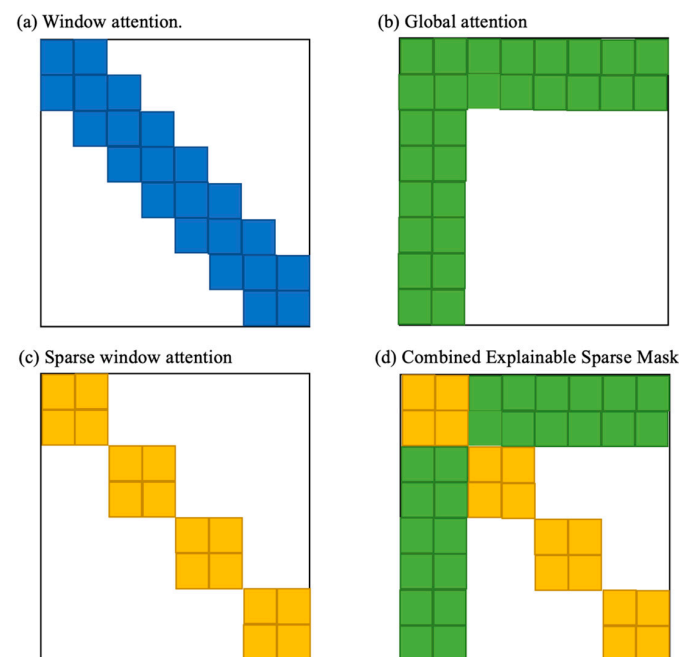 (a) Window attention.
(b) Global attention
(c) Sparse window attention
(d) Combined Explainable Sparse Mask